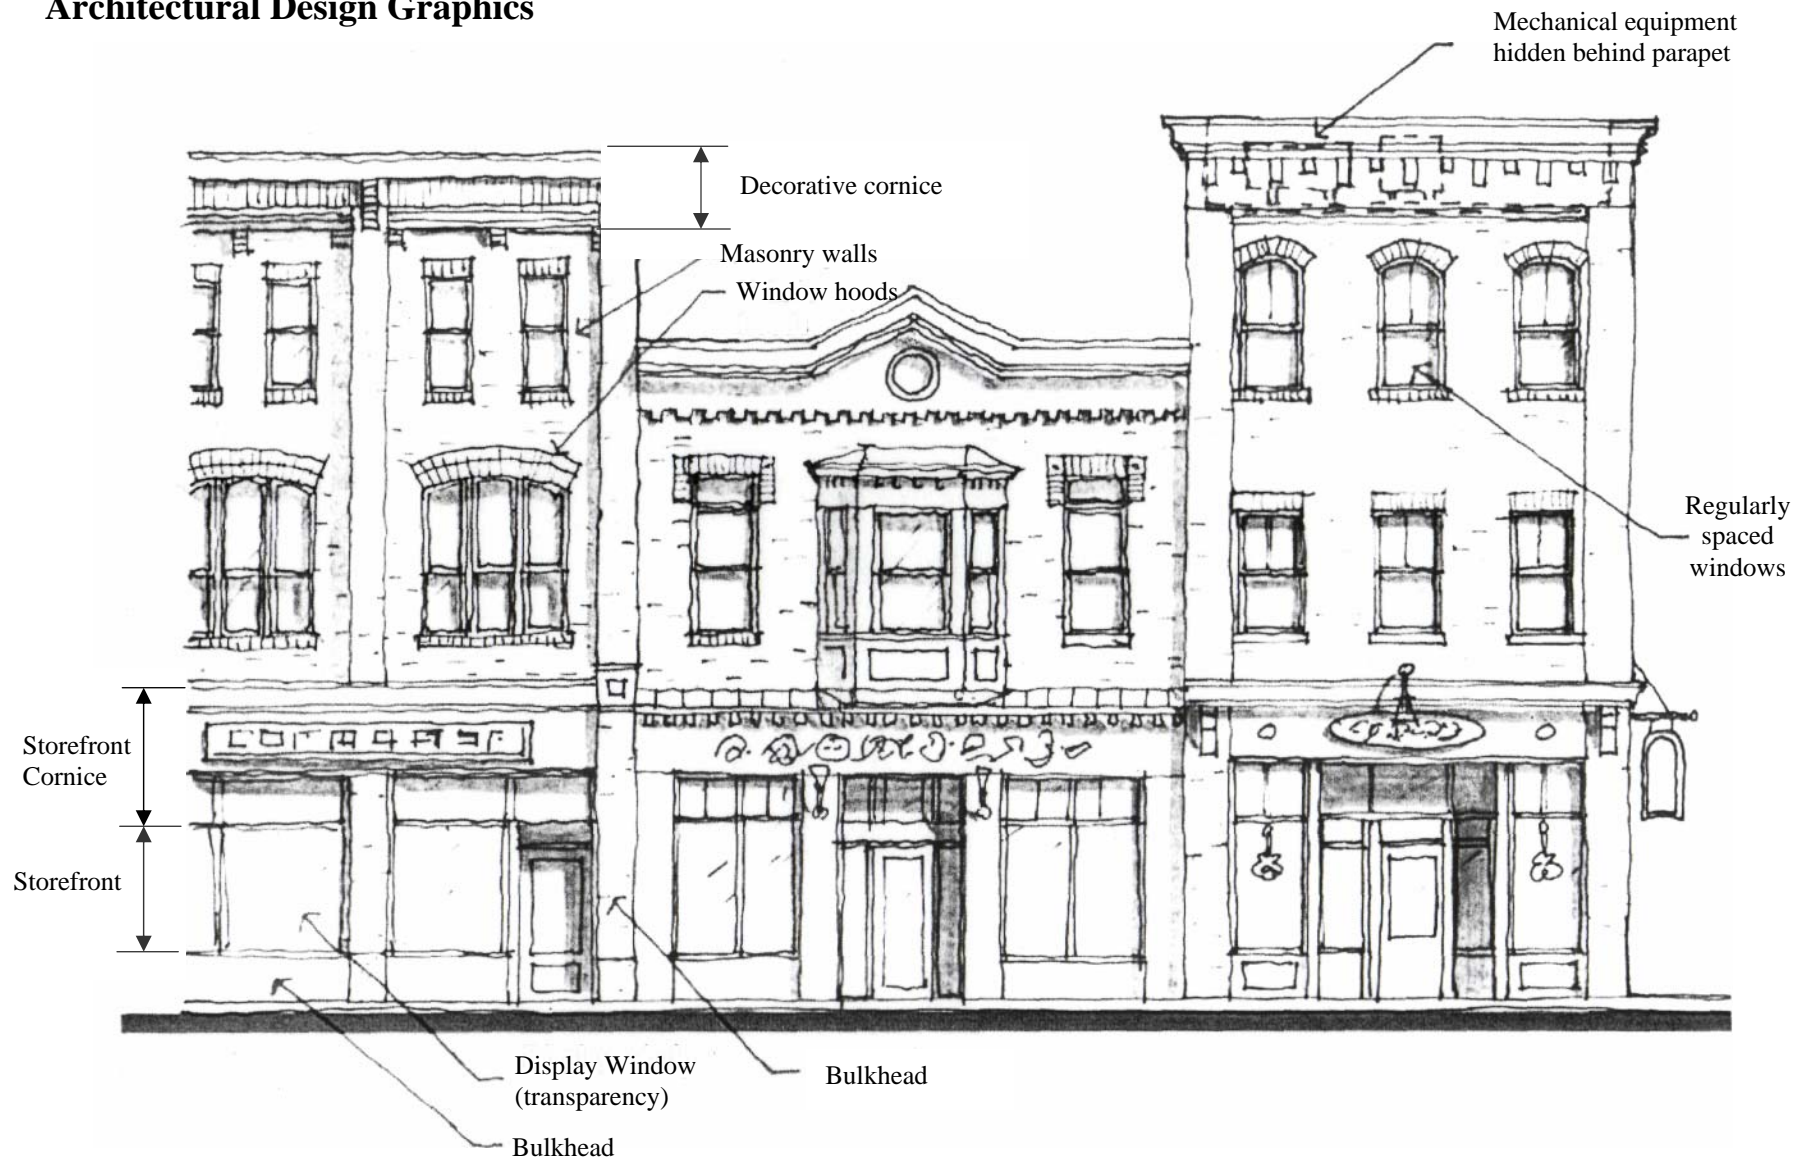 Architectural Design Graphics
Mechanical equipment
hidden behind parapet
Decorative cornice
Masonry walls
Window hoods
Regularly
spaced
windows
Storefront
Cornice
Storefront
Display Window
(transparency)
Bulkhead
Bulkhead